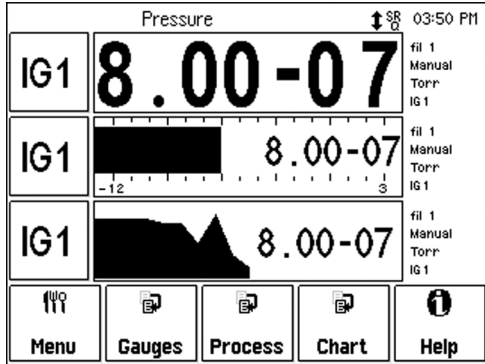 Pressure SRQ 03:50 PM
IG1 8.00-07 fil 1
Manual
Torr
IG1
IG1 8.00-07 fil 1
Manual
Torr
IG1
-12 3
IG1 8.00-07 fil 1
Manual
Torr
IG1
Menu Gauges Process Chart Help